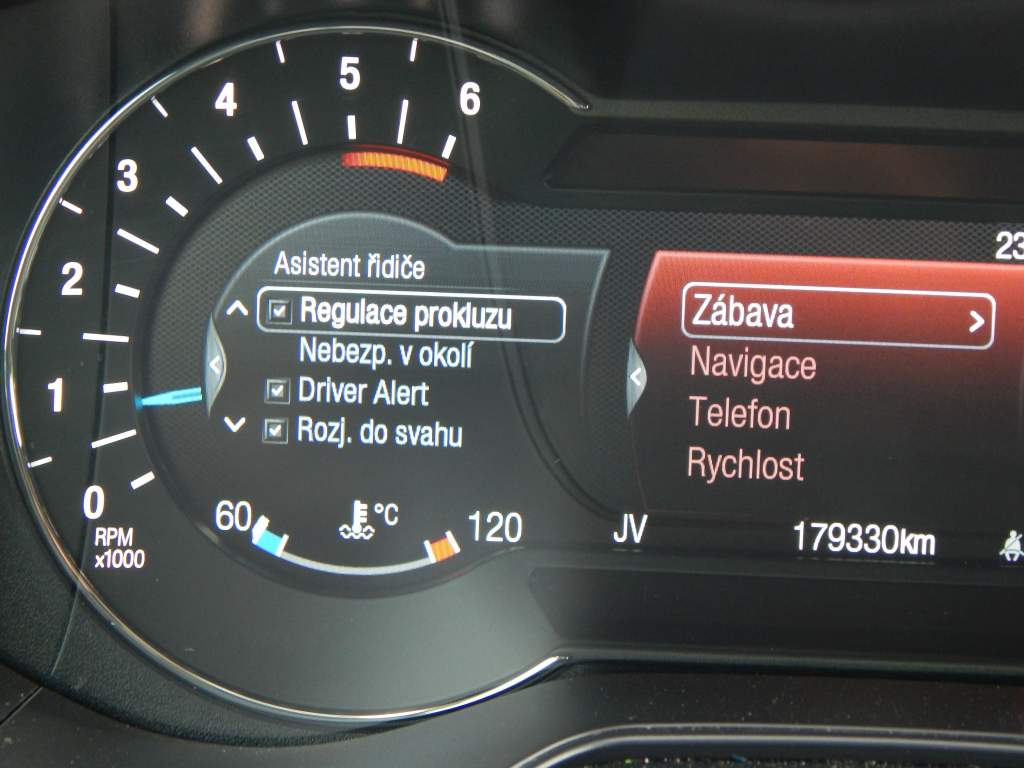 0
1
2
3
4
5
6
RPM
x1000
Asistent řidiče
Regulace prokluzu
Nebezp. v okolí
Driver Alert
Rozj. do svahu
60
°C
120
23
Zábava
Navigace
Telefon
Rychlost
JV
179330km